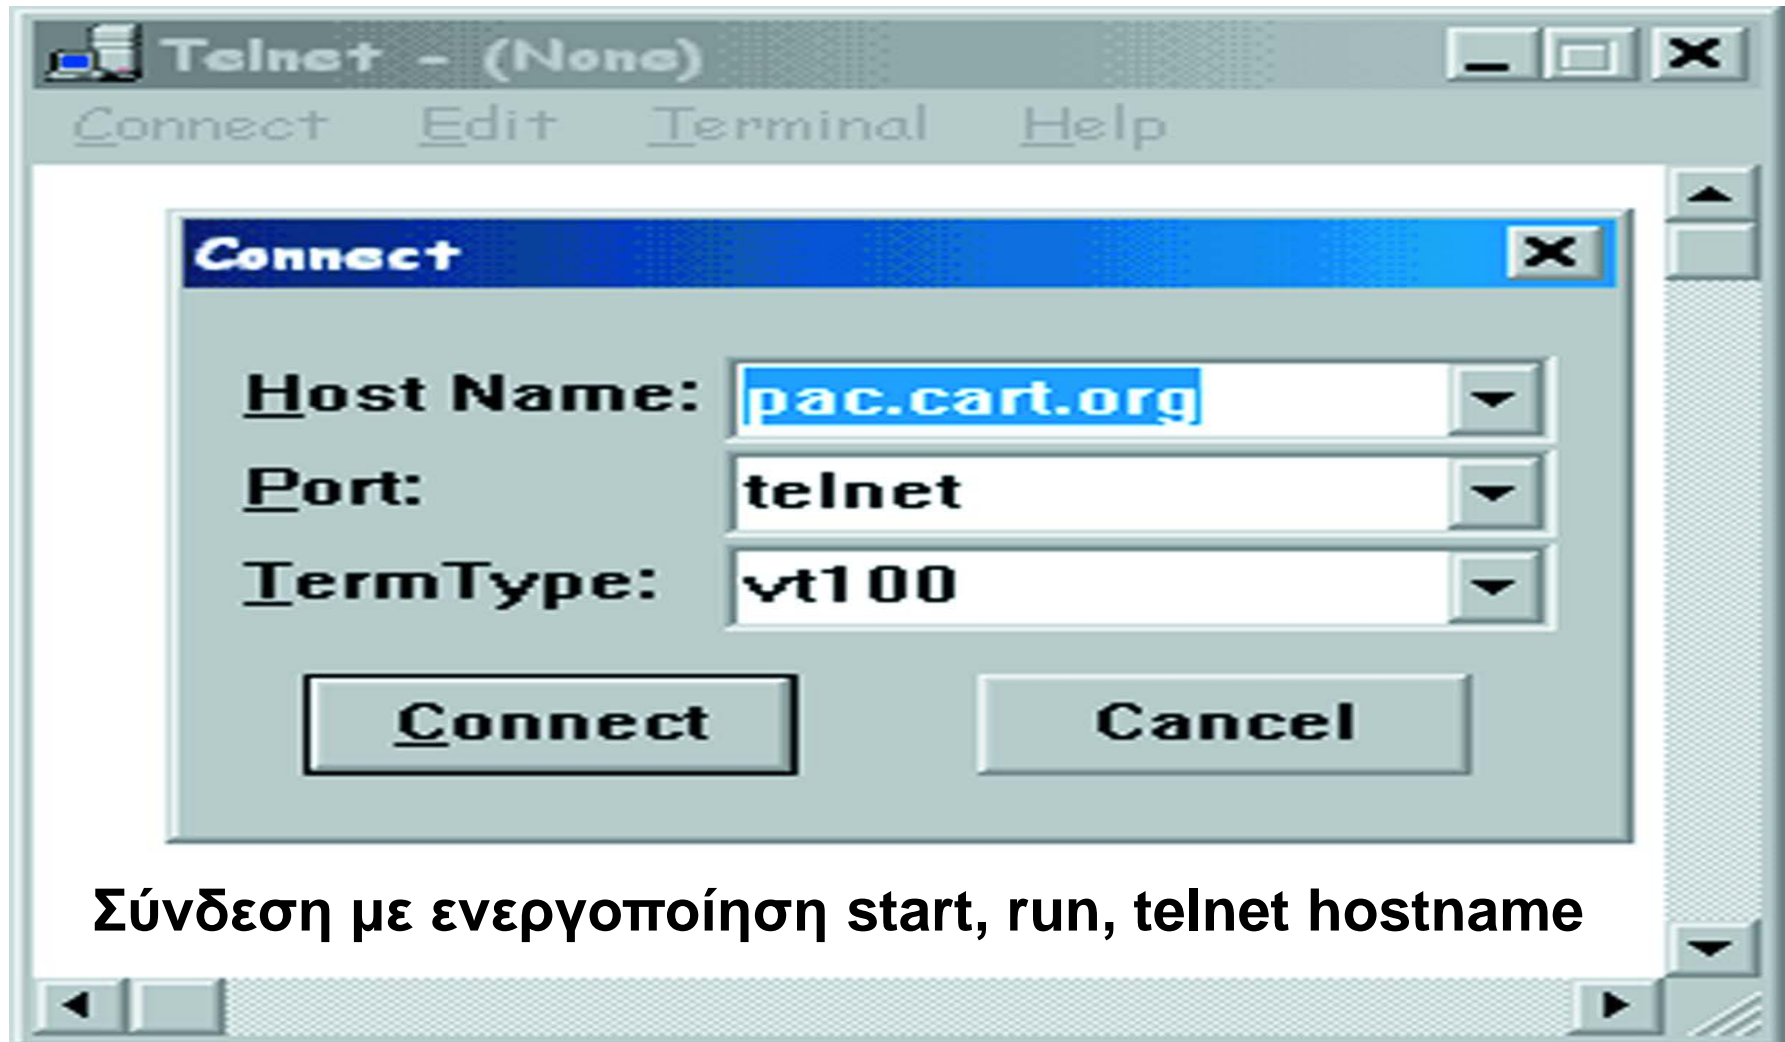 Telnet - (None)
Connect Edit Terminal Help
Connect
Host Name: pac.cart.org
Port: telnet
TermType: vt100
Connect Cancel
Σύνδεση με ενεργοποίηση start, run, telnet hostname